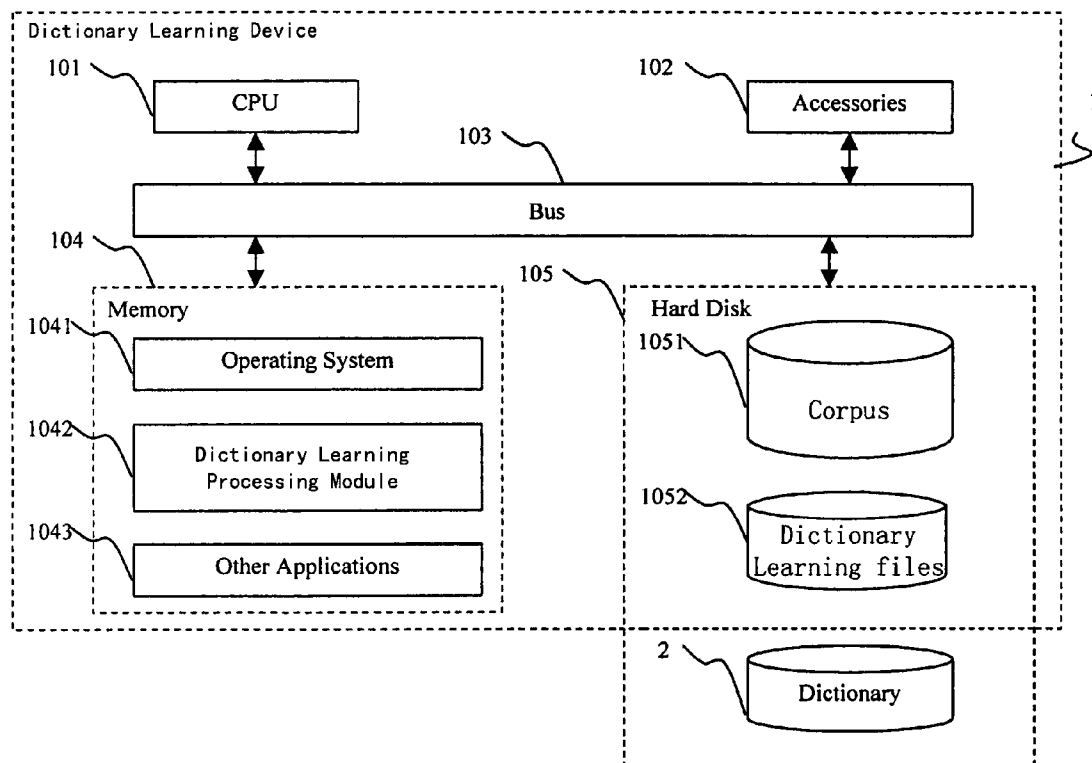 Dictionary Learning Device
101
CPU
102
Accessories
103
Bus
104
Memory
1041
Operating System
1042
Dictionary Learning
Processing Module
1043
Other Applications
105
Hard Disk
1051
Corpus
1052
Dictionary
Learning files
2
Dictionary